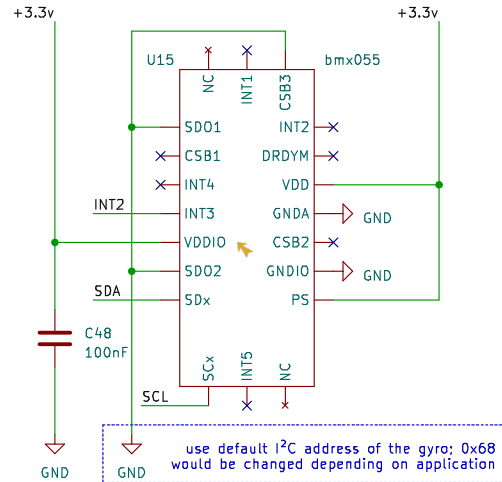 +3.3v
+3.3v
U15
bmx055
NC
INT1
CSB3
SDO1
INT2
CSB1
DRDYM
INT4
VDD
INT2
INT3
GNDA
GND
VDDIO
CSB2
SDO2
GNDIO
GND
SDA
SDx
PS
C48
100nF
SCx
INT5
NC
SCL
GND
GND
use default I²C address of the gyro; 0x68
would be changed depending on application